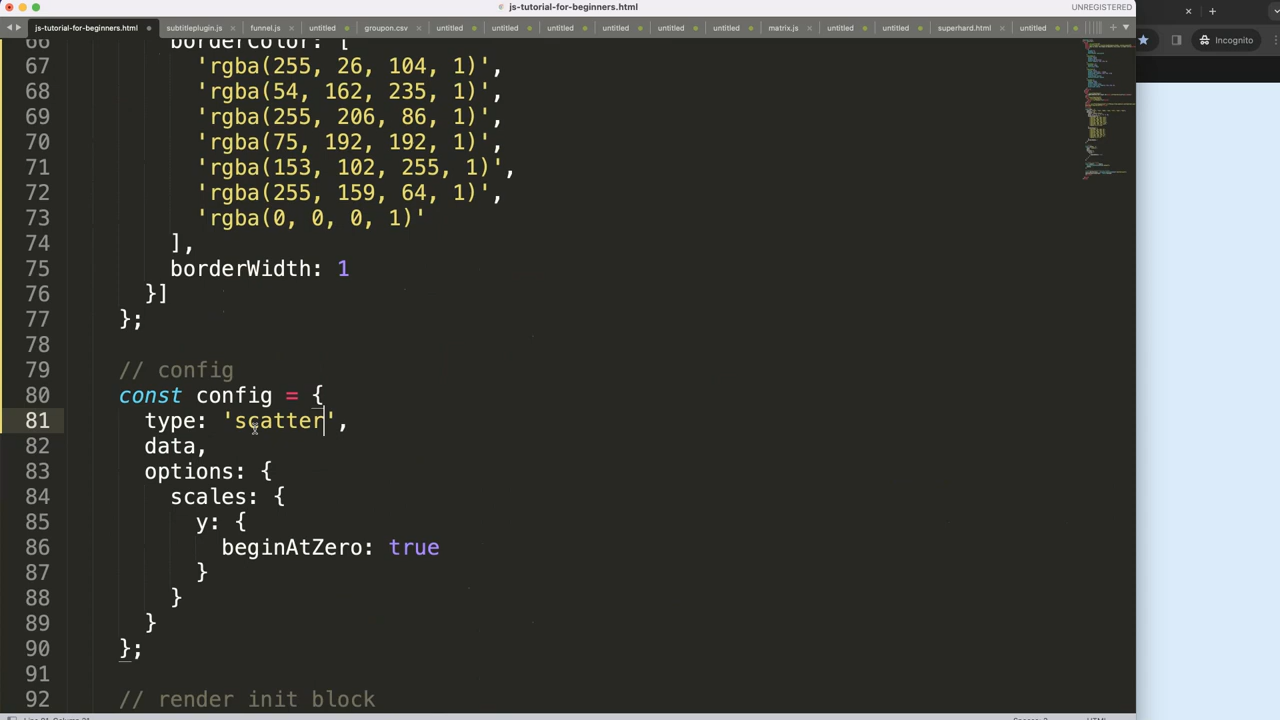 js-tutorial-for-beginners.html
UNREGISTERED
js-tutorial-for-beginners.html subtitleplugin.js funnel.js untitled groupon.csv untitled untitled untitled untitled untitled untitled matrix.js untitled untitled superhard.html untitled
Incognito
66 borderColor: [
67 'rgba(255, 26, 104, 1)',
68 'rgba(54, 162, 235, 1)',
69 'rgba(255, 206, 86, 1)',
70 'rgba(75, 192, 192, 1)',
71 'rgba(153, 102, 255, 1)',
72 'rgba(255, 159, 64, 1)',
73 'rgba(0, 0, 0, 1)'
74 ],
75 borderWidth: 1
76 }]
77 };
78
79 // config
80 const config = {
81 type: 'scatter',
82 data,
83 options: {
84 scales: {
85 y: {
86 beginAtZero: true
87 }
88 }
89 }
90 };
91
92 // render init block